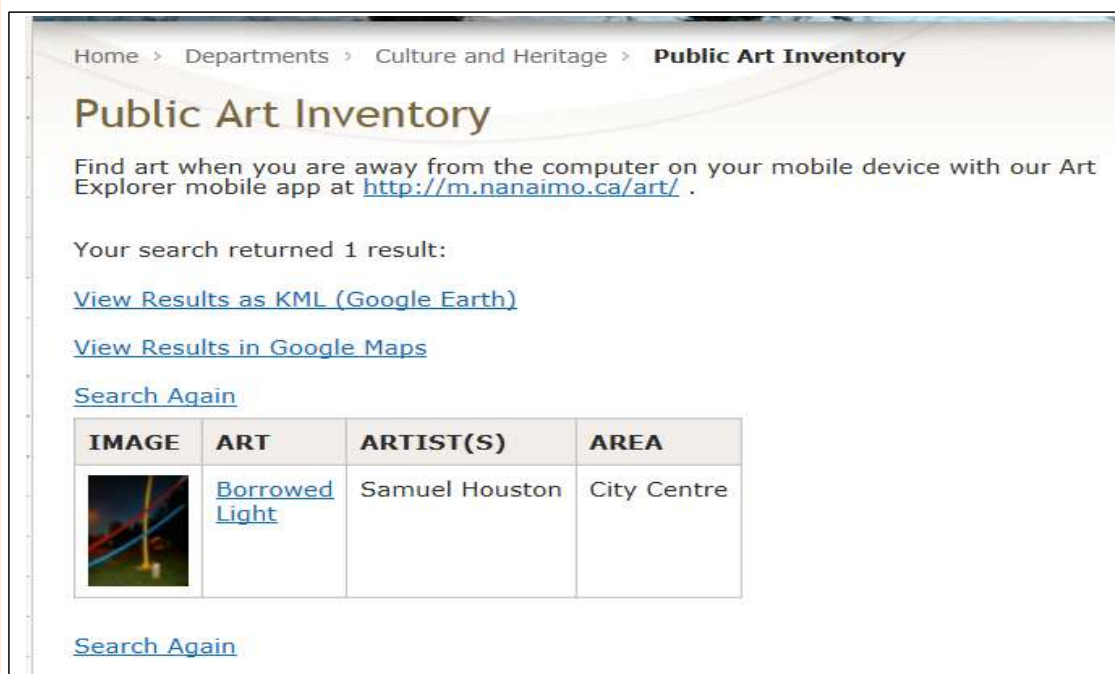 Home > Departments > Culture and Heritage > Public Art Inventory
Public Art Inventory
Find art when you are away from the computer on your mobile device with our Art
Explorer mobile app at http://m.nanaimo.ca/art/ .
Your search returned 1 result:
View Results as KML (Google Earth)
View Results in Google Maps
Search Again
IMAGE ART ARTIST(S) AREA
Borrowed Samuel Houston City Centre
Light
Search Again